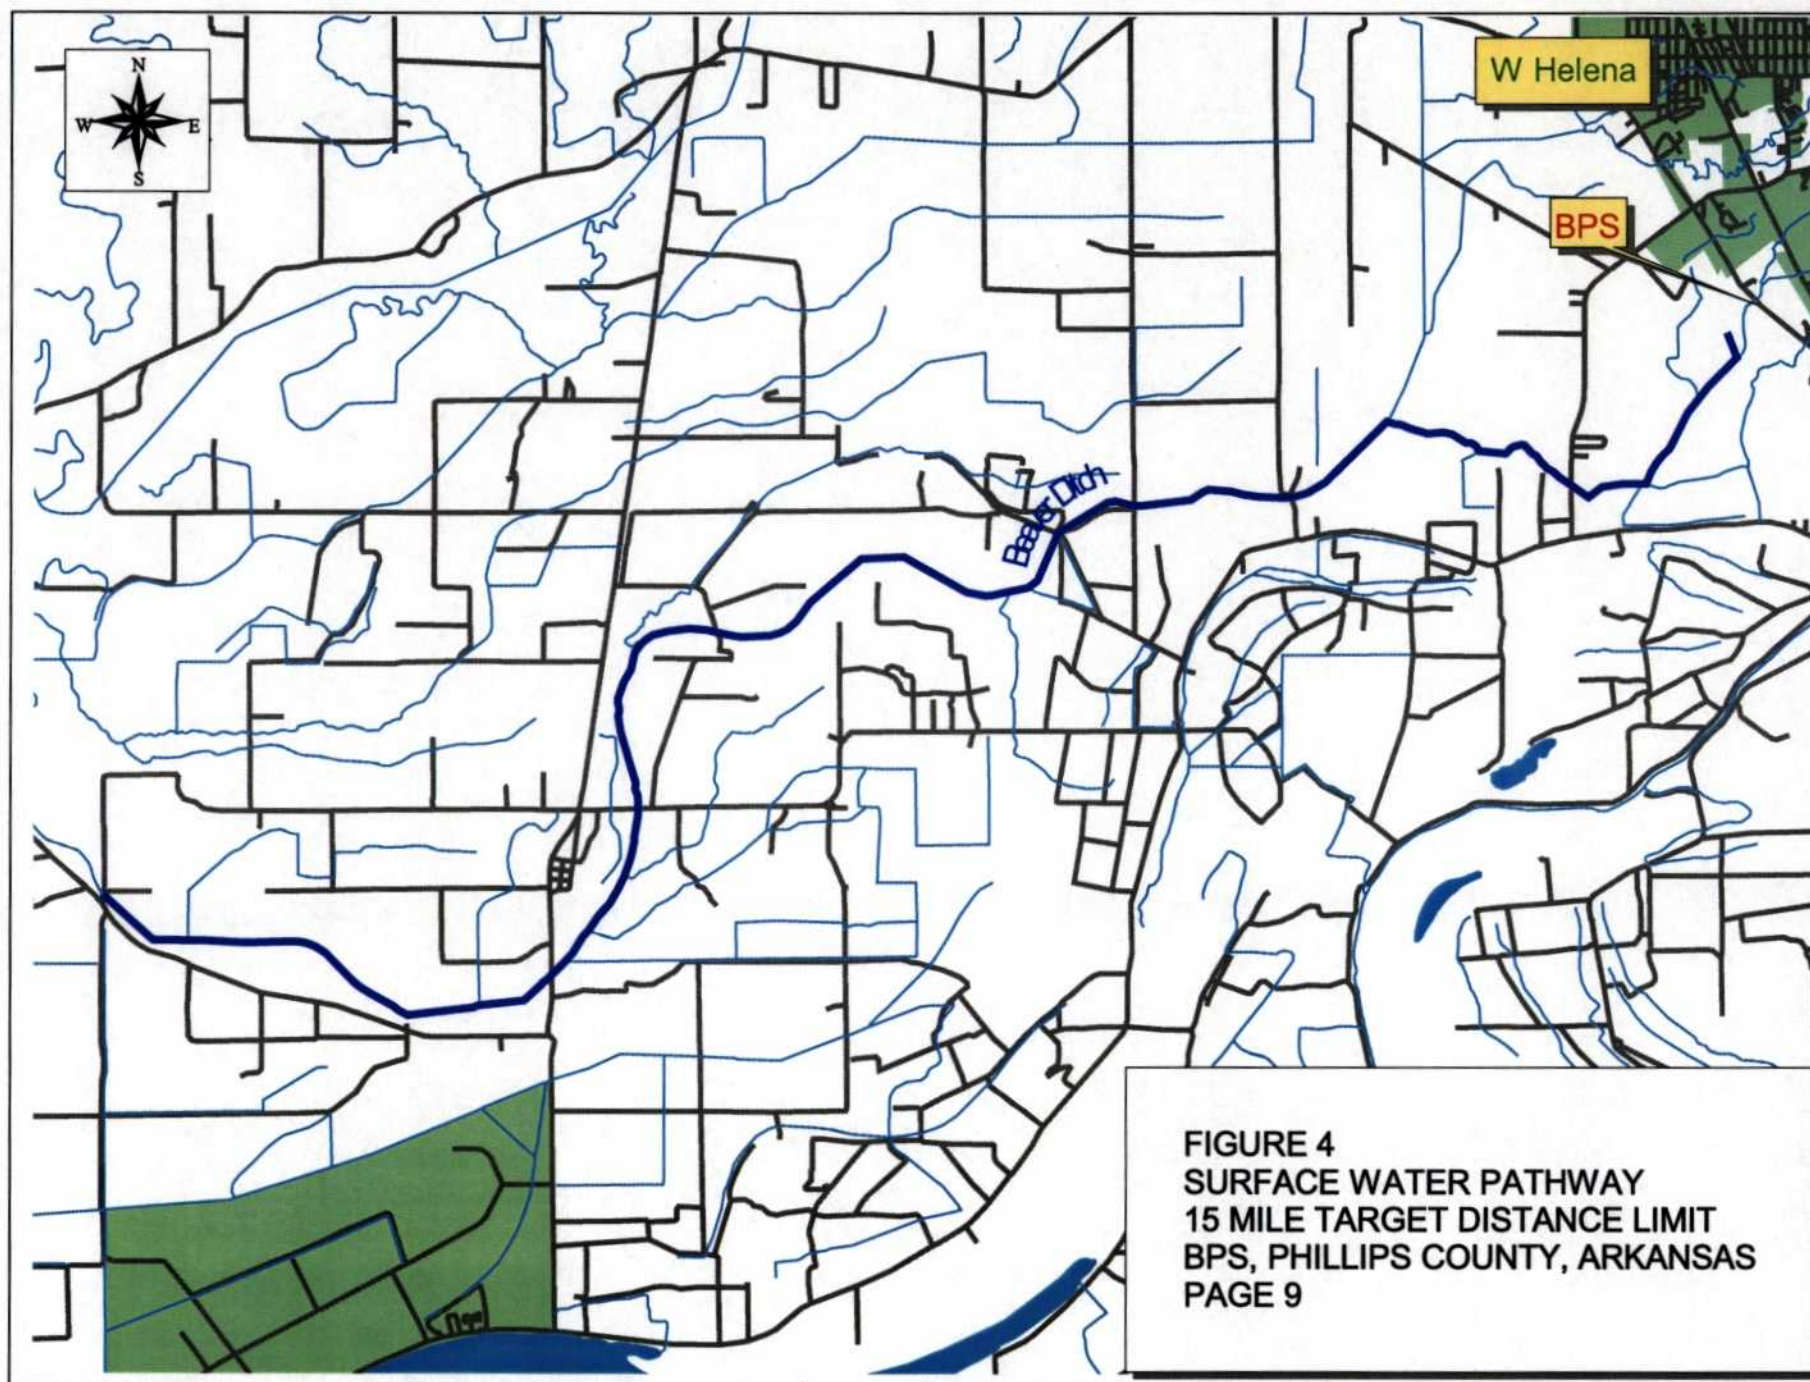 N
W E
S
W Helena
BPS
Beaver Ditch
FIGURE 4
SURFACE WATER PATHWAY
15 MILE TARGET DISTANCE LIMIT
BPS, PHILLIPS COUNTY, ARKANSAS
PAGE 9